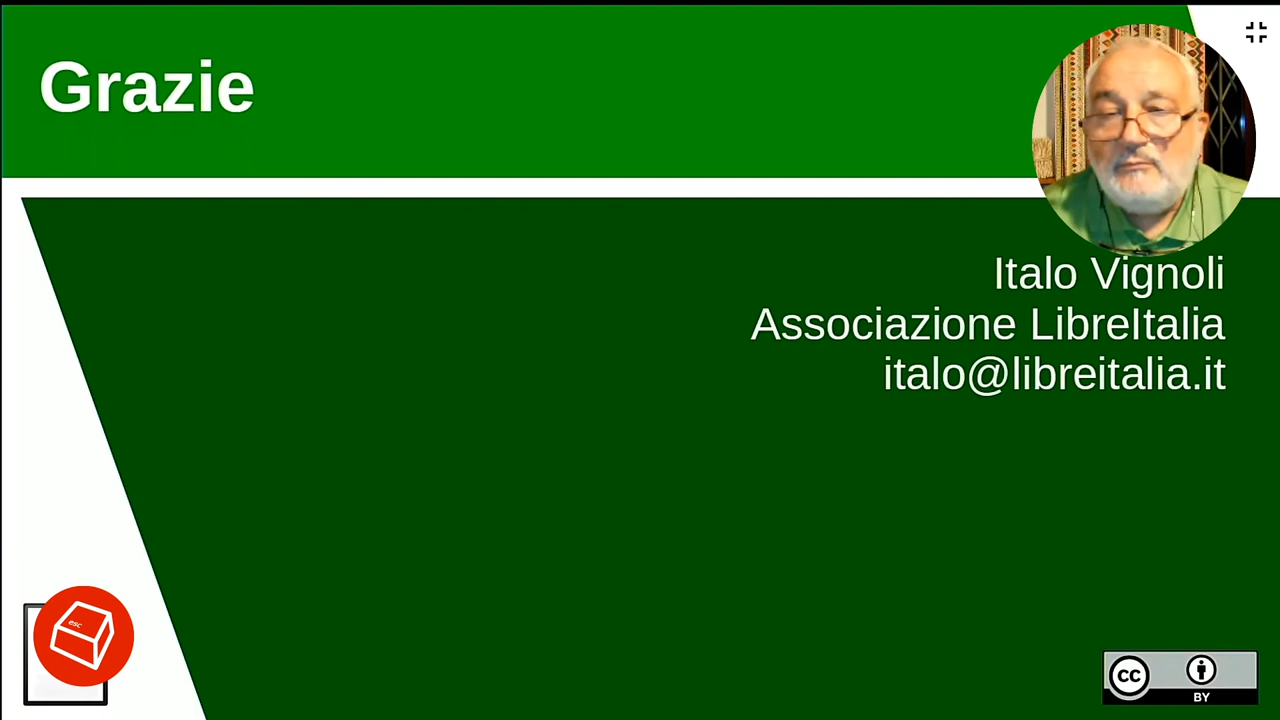 Grazie
Italo Vignoli
Associazione LibreItalia
italo@libreitalia.it
esc
cc
BY